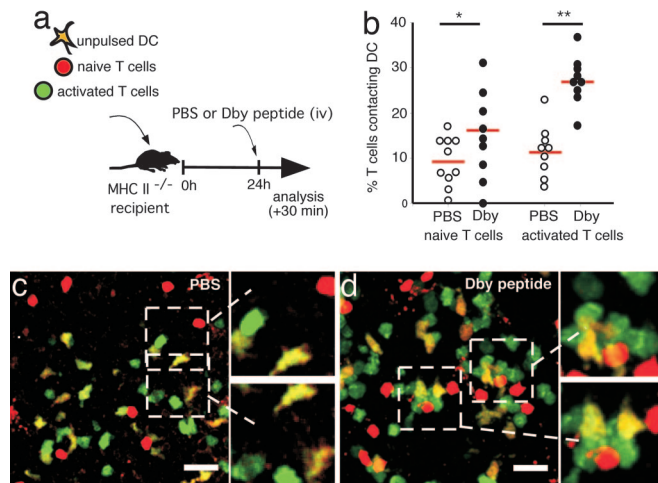 a
unpulsed DC
naive T cells
activated T cells
PBS or Dby peptide (iv)
MHC II -/-
recipient
0h
24h
analysis
(+30 min)
b
% T cells contacting DC
40
30
20
10
0
*
**
PBS Dby PBS Dby
naive T cells activated T cells
c
PBS
d
Dby peptide